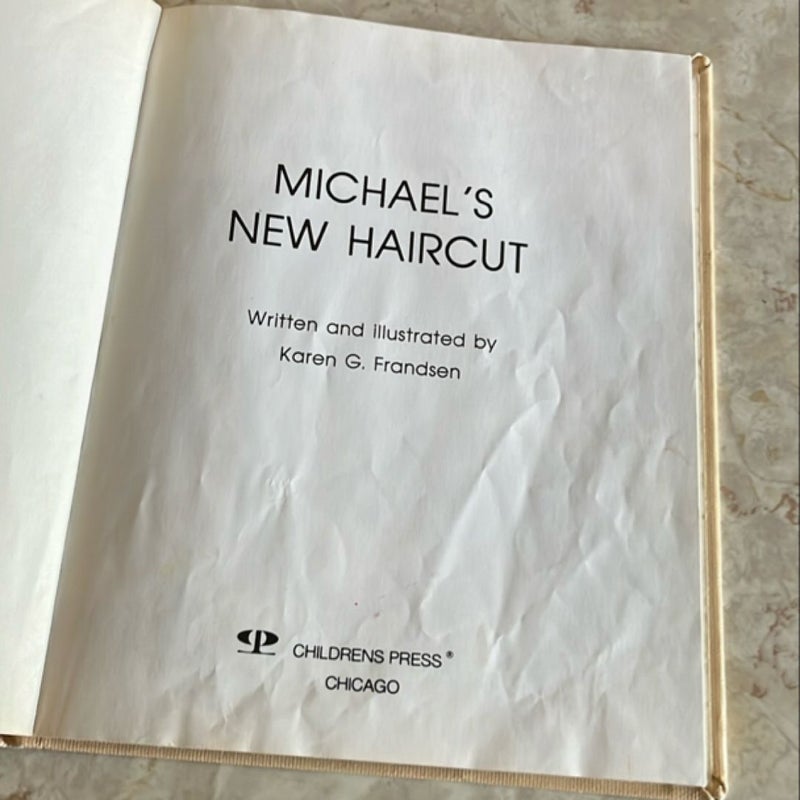 MICHAEL'S
NEW HAIRCUT
Written and illustrated by
Karen G. Frandsen
CHILDRENS PRESS®
CHICAGO